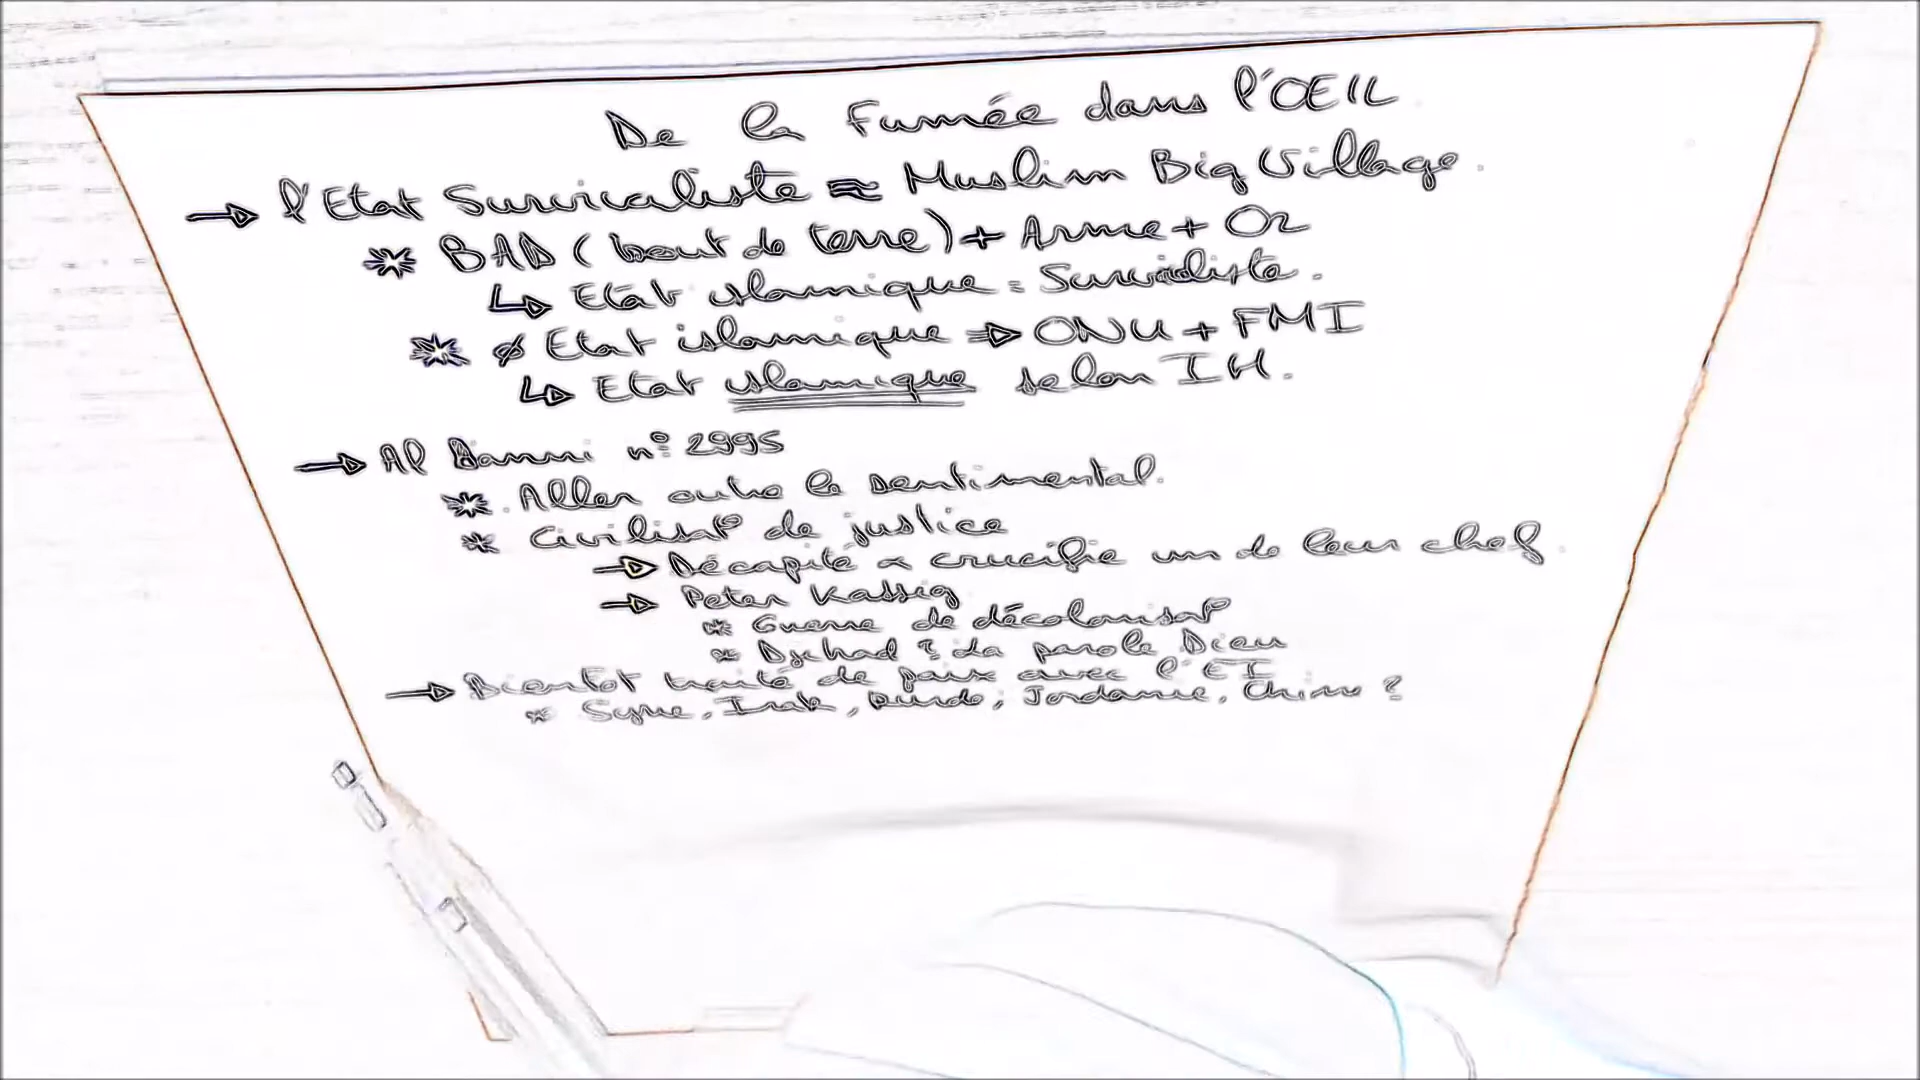 De la Fumée dans l'OEIL
→ l'Etat Survivaliste ≈ Muslim Big Village.
* BAD (bout de terre) + Arme + Or
↳ Etat islamique = Survivaliste.
* ø Etat islamique ⇒ ONU + FMI
↳ Etat islamique selon IH.
→ Al n° 2995
* Aller outre le sentimental.
* Civilisat° de justice
→ Décapité crucifie un de leur chef.
→ Peter Kassig
* Guerre de décolonisat°
* Djihad ? la parole Dieu
→ Bientot traité de paix avec l'EI
* Syrie, Irak, Kurde, Jordanie, Chine ?